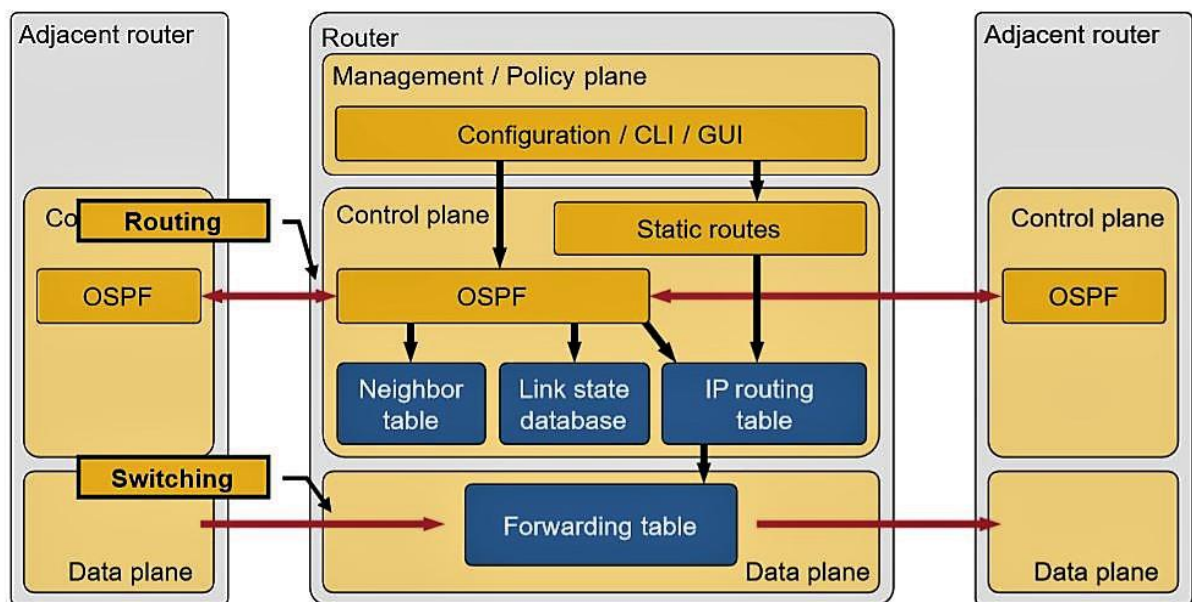 Adjacent router
Router
Adjacent router
Management / Policy plane
Configuration / CLI / GUI
Co
Routing
Control plane
Static routes
Control plane
OSPF
OSPF
OSPF
Neighbor
table
Link state
database
IP routing
table
Switching
Forwarding table
Data plane
Data plane
Data plane